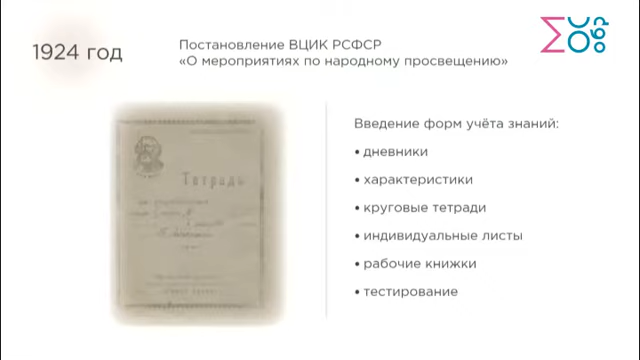 1924 год
Постановление ВЦИК РСФСР
«О мероприятиях по народному просвещению»
Тетрадь
Введение форм учёта знаний:
• дневники
• характеристики
• круговые тетради
• индивидуальные листы
• рабочие книжки
• тестирование